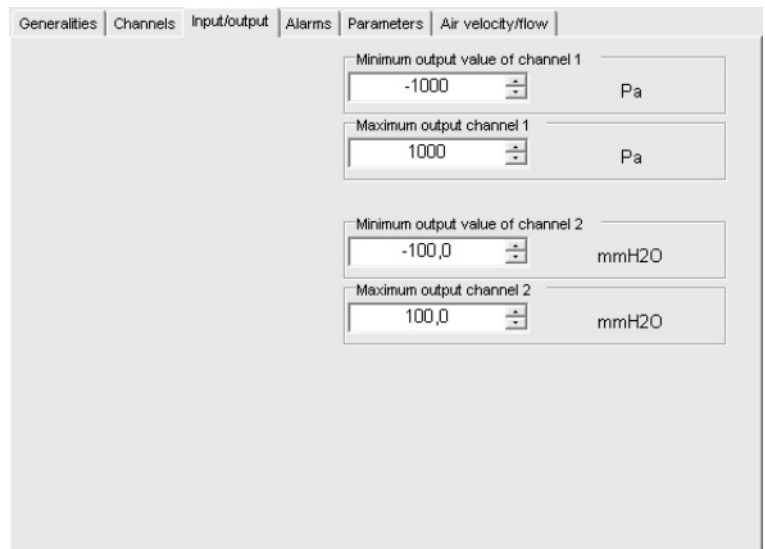 Generalities Channels Input/output Alarms Parameters Air velocity/flow
Minimum output value of channel 1
-1000 Pa
Maximum output channel 1
1000 Pa
Minimum output value of channel 2
-100,0 mmH2O
Maximum output channel 2
100,0 mmH2O